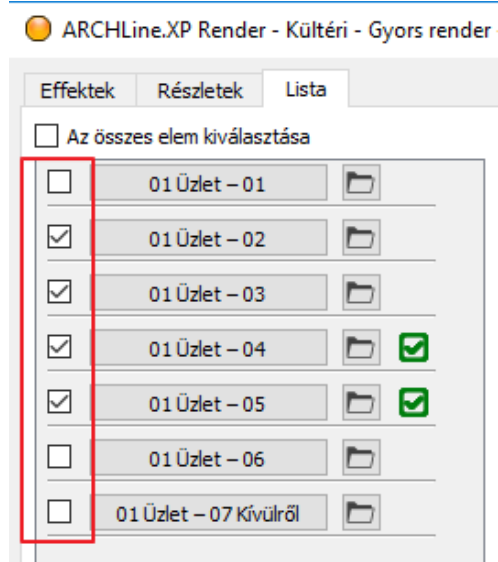 ARCHLine.XP Render - Kültéri - Gyors render
Effektek Részletek Lista
Az összes elem kiválasztása
01 Üzlet – 01
01 Üzlet – 02
01 Üzlet – 03
01 Üzlet – 04
01 Üzlet – 05
01 Üzlet – 06
01 Üzlet – 07 Kívülről